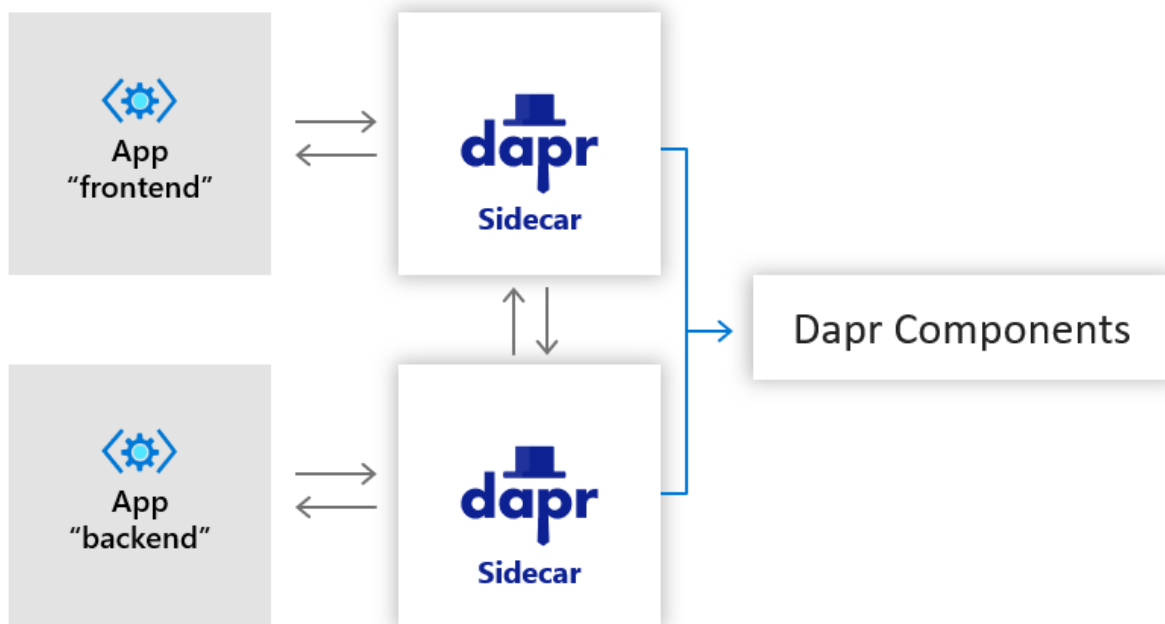 App
“frontend”
dapr
Sidecar
Dapr Components
App
“backend”
dapr
Sidecar